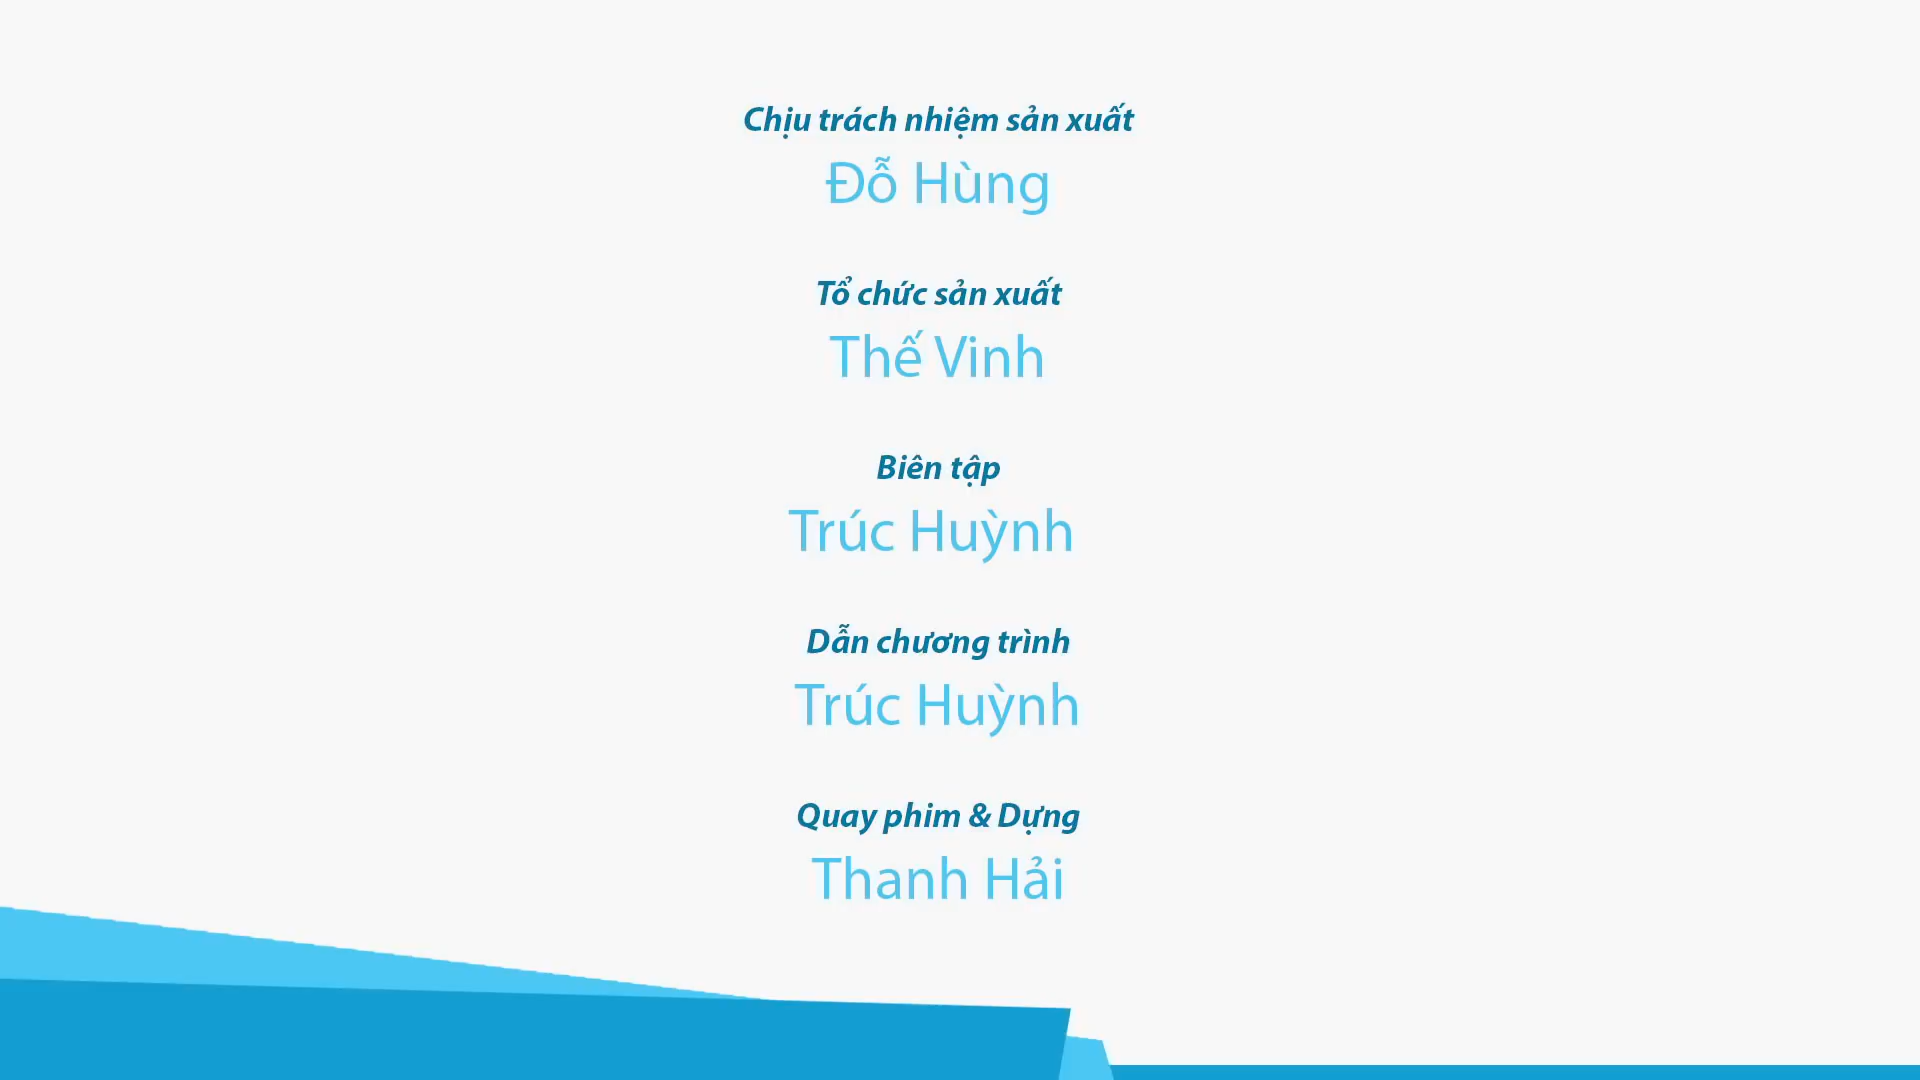 Chịu trách nhiệm sản xuất
Đỗ Hùng
Tổ chức sản xuất
Thế Vinh
Biên tập
Trúc Huỳnh
Dẫn chương trình
Trúc Huỳnh
Quay phim & Dựng
Thanh Hải